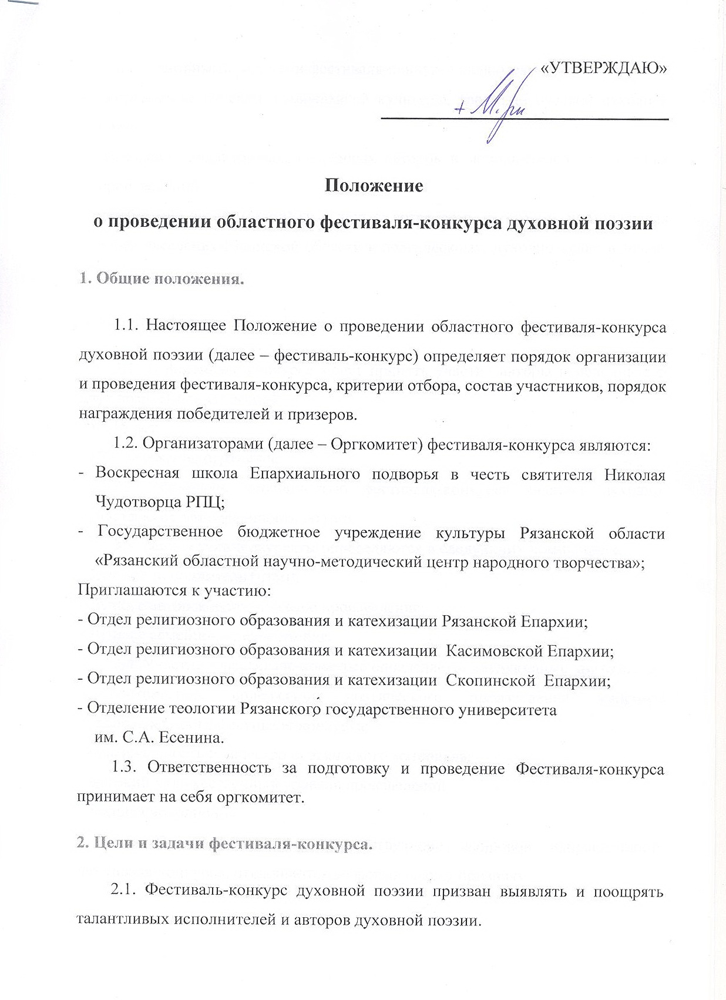 «УТВЕРЖДАЮ»
Положение
о проведении областного фестиваля-конкурса духовной поэзии
1. Общие положения.
1.1. Настоящее Положение о проведении областного фестиваля-конкурса
духовной поэзии (далее – фестиваль-конкурс) определяет порядок организации
и проведения фестиваля-конкурса, критерии отбора, состав участников, порядок
награждения победителей и призеров.
1.2. Организаторами (далее – Оргкомитет) фестиваля-конкурса являются:
- Воскресная школа Епархиального подворья в честь святителя Николая
Чудотворца РПЦ;
- Государственное бюджетное учреждение культуры Рязанской области
«Рязанский областной научно-методический центр народного творчества»;
Приглашаются к участию:
- Отдел религиозного образования и катехизации Рязанской Епархии;
- Отдел религиозного образования и катехизации Касимовской Епархии;
- Отдел религиозного образования и катехизации Скопинской Епархии;
- Отделение теологии Рязанского государственного университета
им. С.А. Есенина.
1.3. Ответственность за подготовку и проведение Фестиваля-конкурса
принимает на себя оргкомитет.
2. Цели и задачи фестиваля-конкурса.
2.1. Фестиваль-конкурс духовной поэзии призван выявлять и поощрять
талантливых исполнителей и авторов духовной поэзии.